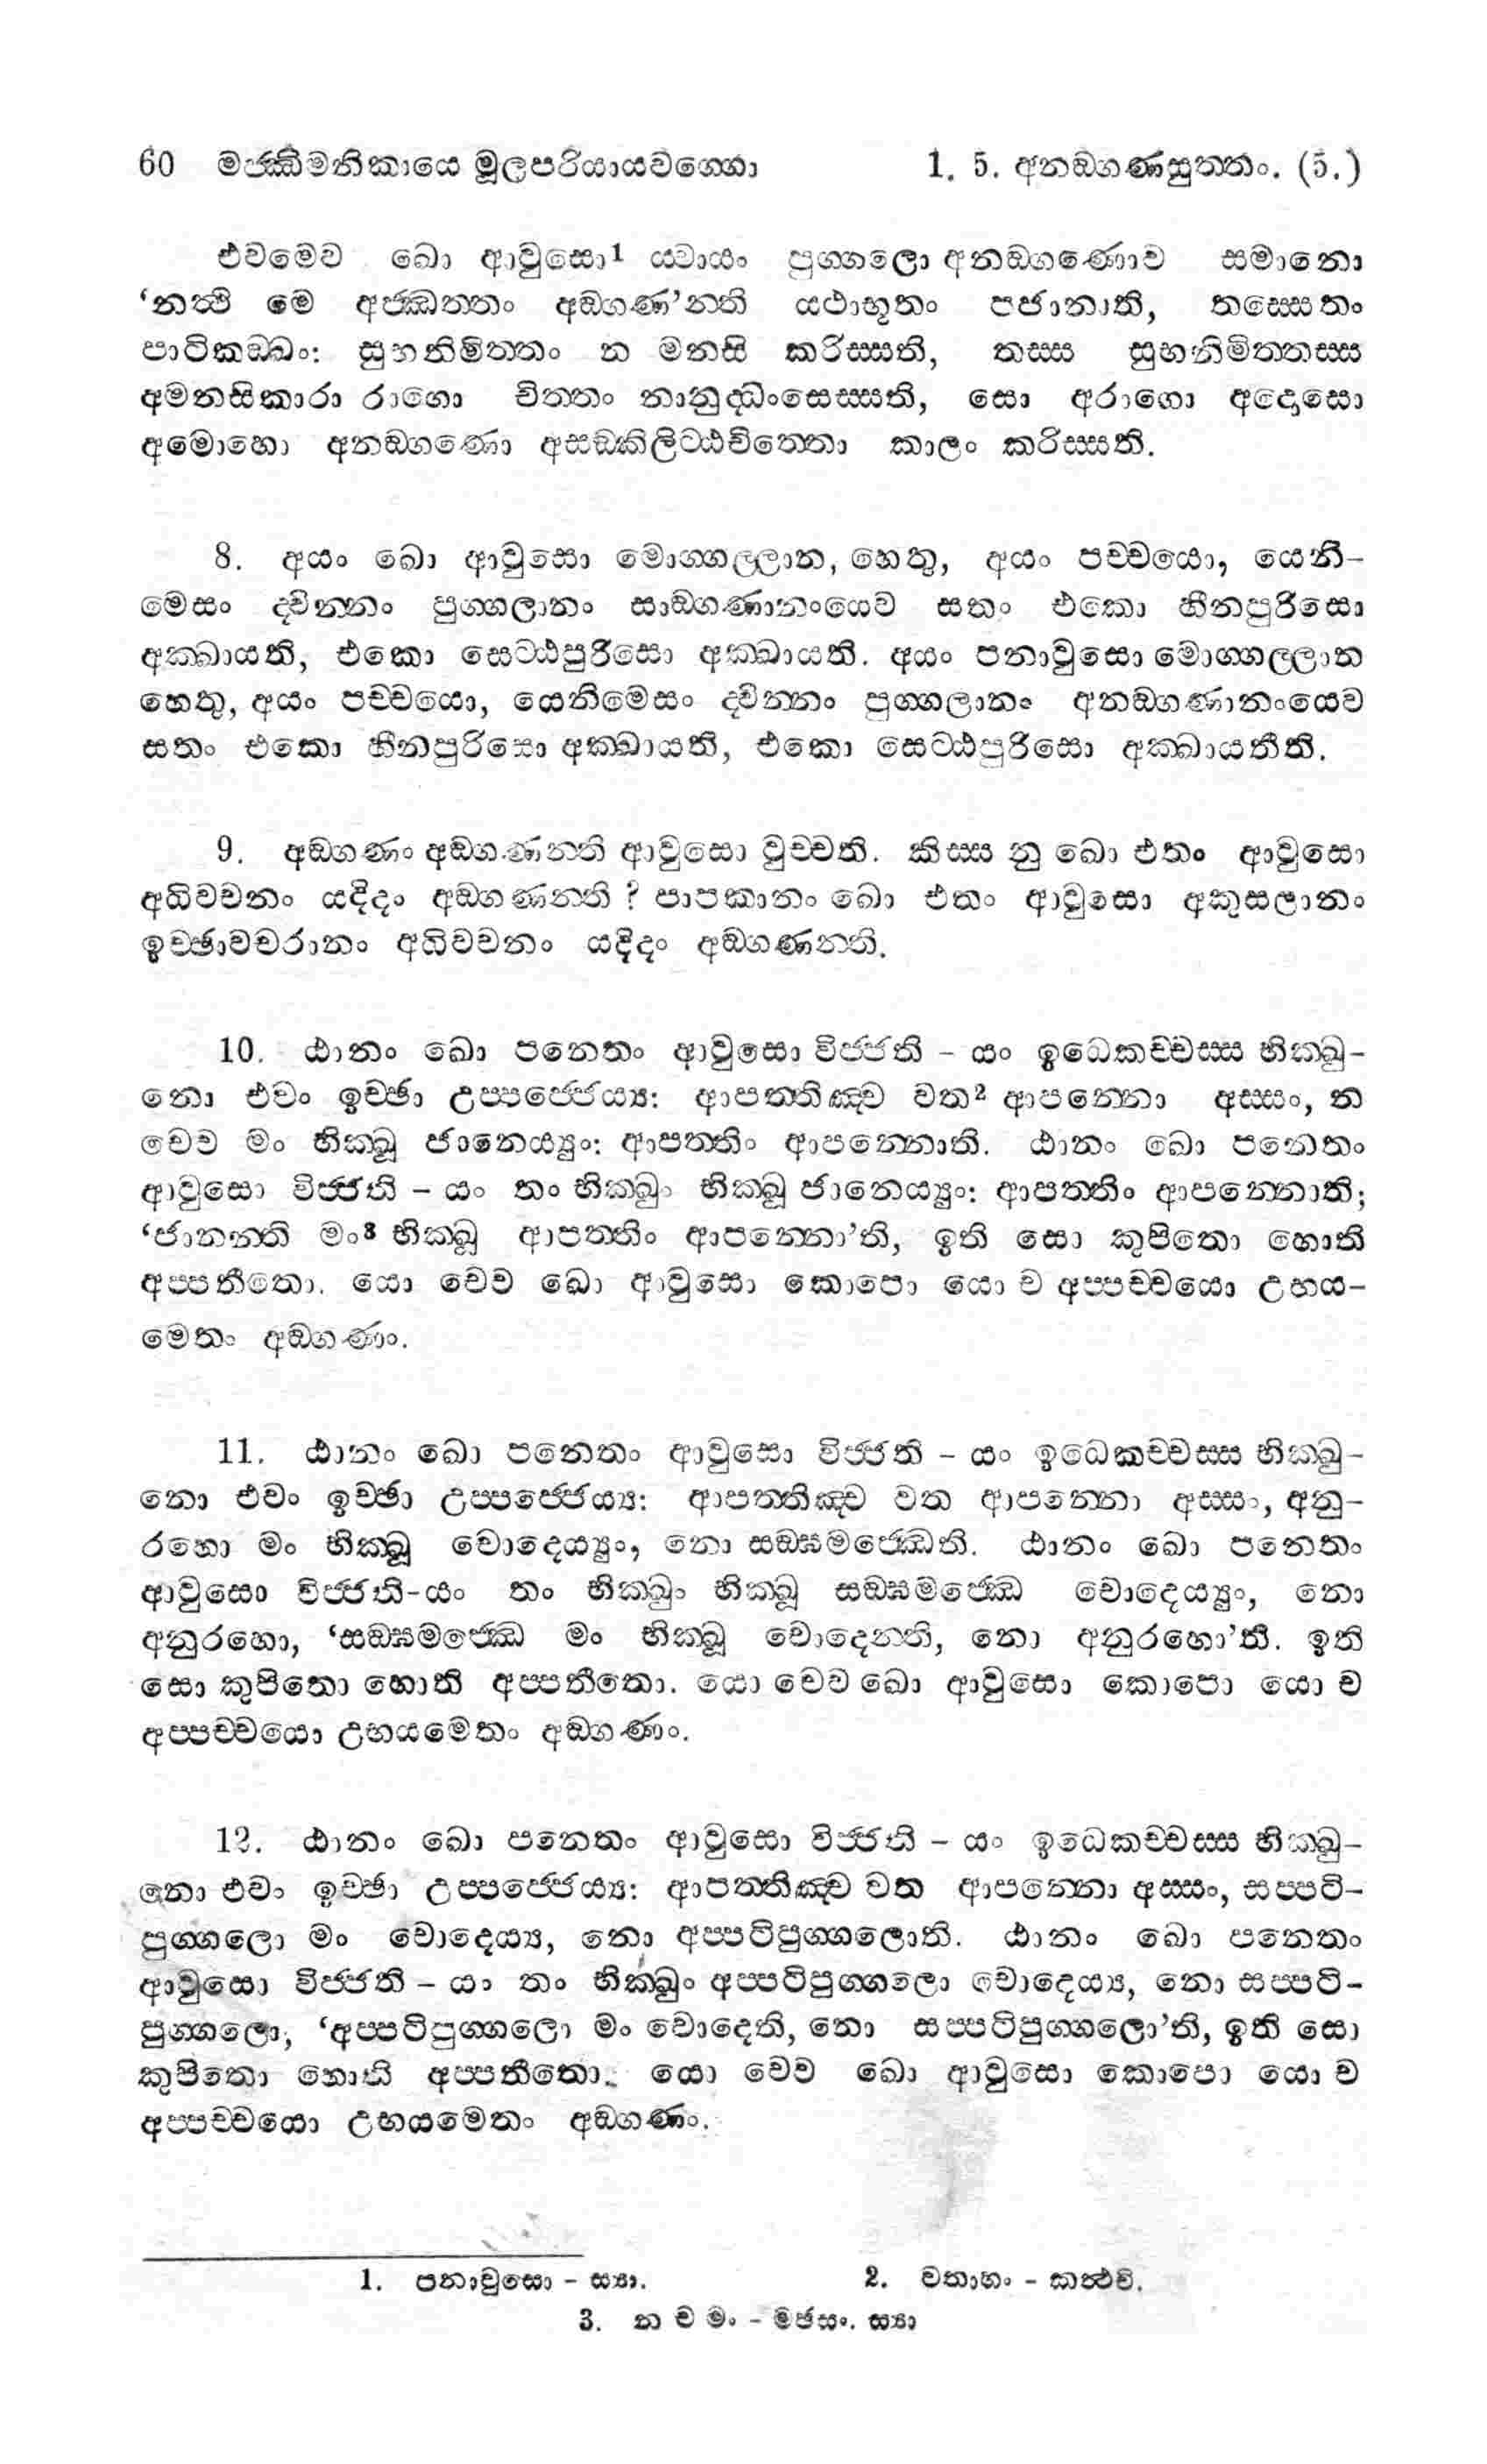 60 මජ්ඣිමනිකායෙ මූලපරියායවග්ගො 1. 5. අනඞ්ගණසුත්තං. (5.)
එවමෙව ඛො ආවුසො1 ය්වායං පුග්ගලො අනඞ්ගණොව සමානො
‘නත්ථි මෙ අජ්ඣත්තං අඞ්ගණ’න්ති යථාභූතං පජානාති, තස්සෙතං
පාටිකඞ්ඛං: සුභනිමිත්තං න මනසි කරිස්සති, තස්ස සුභනිමිත්තස්ස
අමනසිකාරා රාගො චිත්තං නානුද්ධංසෙස්සති, සො අරාගො අදොසො
අමොහො අනඞ්ගණො අසඞ්කිලිට්ඨචිත්තො කාලං කරිස්සති.
8. අයං ඛො ආවුසො මොග්ගල්ලාන, හෙතු, අයං පච්චයො, යෙනි-
මෙසං ද්වින්නං පුග්ගලානං සාඞ්ගණානංයෙව සතං එකො හීනපුරිසො
අක්ඛායති, එකො සෙට්ඨපුරිසො අක්ඛායති. අයං පනාවුසො මොග්ගල්ලාන
හෙතු, අයං පච්චයො, යෙනිමෙසං ද්වින්නං පුග්ගලානං අනඞ්ගණානංයෙව
සතං එකො හීනපුරිසො අක්ඛායති, එකො සෙට්ඨපුරිසො අක්ඛායතීති.
9. අඞ්ගණං අඞ්ගණන්ති ආවුසො වුච්චති. කිස්ස නු ඛො එතං ආවුසො
අධිවචනං යදිදං අඞ්ගණන්ති ? පාපකානං ඛො එතං ආවුසො අකුසලානං
ඉච්ඡාවචරානං අධිවචනං යදිදං අඞ්ගණන්ති.
10. ඨානං ඛො පනෙතං ආවුසො විජ්ජති - යං ඉධෙකච්චස්ස භික්ඛු-
නො එවං ඉච්ඡා උප්පජ්ජෙය්‍ය: ආපත්තිඤ්ච වත2 ආපන්නො අස්සං, න
චෙව මං භික්ඛූ ජානෙය්‍යුං: ආපත්තිං ආපන්නොති. ඨානං ඛො පනෙතං
ආවුසො විජ්ජති - යං තං භික්ඛුං භික්ඛූ ජානෙය්‍යුං: ආපත්තිං ආපන්නොති;
‘ජානන්ති මං3 භික්ඛූ ආපත්තිං ආපන්නො’ති, ඉති සො කුපිතො හොති
අප්පතීතො. යො චෙව ඛො ආවුසො කොපො යො ච අප්පච්චයො උභය-
මෙතං අඞ්ගණං.
11. ඨානං ඛො පනෙතං ආවුසො විජ්ජති - යං ඉධෙකච්චස්ස භික්ඛු-
නො එවං ඉච්ඡා උප්පජ්ජෙය්‍ය: ආපත්තිඤ්ච වත ආපන්නො අස්සං, අනු-
රහො මං භික්ඛූ චොදෙය්‍යුං, නො සඞ්ඝමජ්ඣෙති. ඨානං ඛො පනෙතං
ආවුසො විජ්ජති-යං තං භික්ඛුං භික්ඛූ සඞ්ඝමජ්ඣෙ චොදෙය්‍යුං, නො
අනුරහො, ‘සඞ්ඝමජ්ඣෙ මං භික්ඛූ චොදෙන්ති, නො අනුරහො’ති. ඉති
සො කුපිතො හොති අප්පතීතො. යො චෙව ඛො ආවුසො කොපො යො ච
අප්පච්චයො උභයමෙතං අඞ්ගණං.
12. ඨානං ඛො පනෙතං ආවුසො විජ්ජති - යං ඉධෙකච්චස්ස භික්ඛු-
නො එවං ඉච්ඡා උප්පජ්ජෙය්‍ය: ආපත්තිඤ්ච වත ආපන්නො අස්සං, සප්පටි-
පුග්ගලො මං චොදෙය්‍ය, නො අප්පටිපුග්ගලොති. ඨානං ඛො පනෙතං
ආවුසො විජ්ජති - යං තං භික්ඛුං අප්පටිපුග්ගලො චොදෙය්‍ය, නො සප්පටි-
පුග්ගලො, ‘අප්පටිපුග්ගලො මං චොදෙති, නො සප්පටිපුග්ගලො’ති, ඉති සො
කුපිතො හොති අප්පතීතො. යො චෙව ඛො ආවුසො කොපො යො ච
අප්පච්චයො උභයමෙතං අඞ්ගණං.
1. පනාවුසො - ස්‍යා. 2. වතාහං - කත්ථචි.
3. න ච මං - මඡසං. ස්‍යා